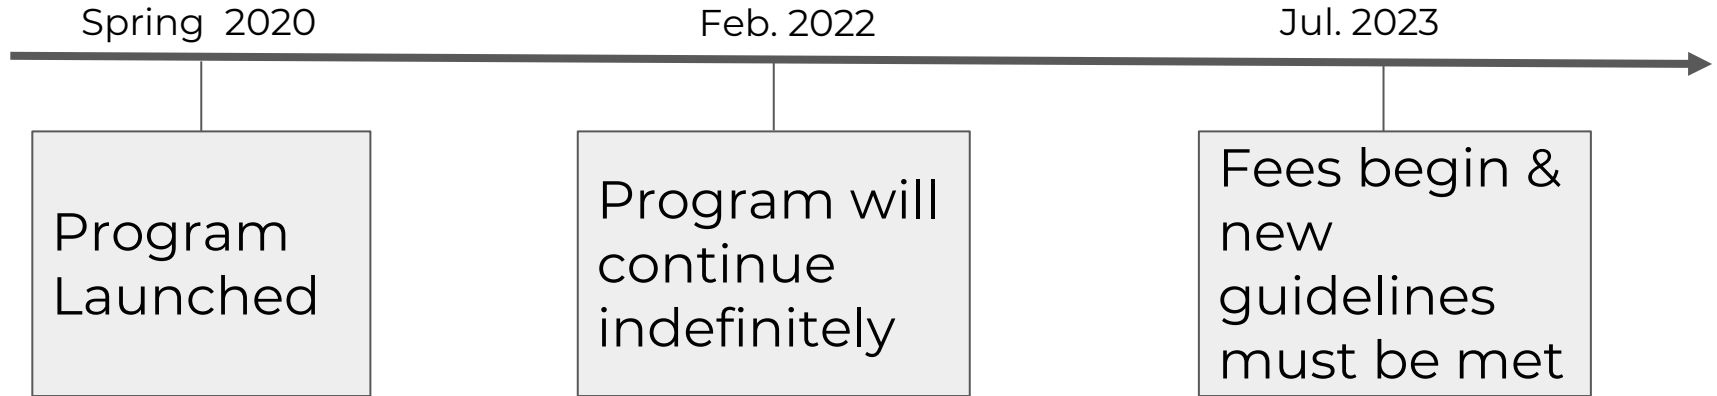 Spring 2020
Feb. 2022
Jul. 2023
Program
Launched
Program will
continue
indefinitely
Fees begin &
new
guidelines
must be met